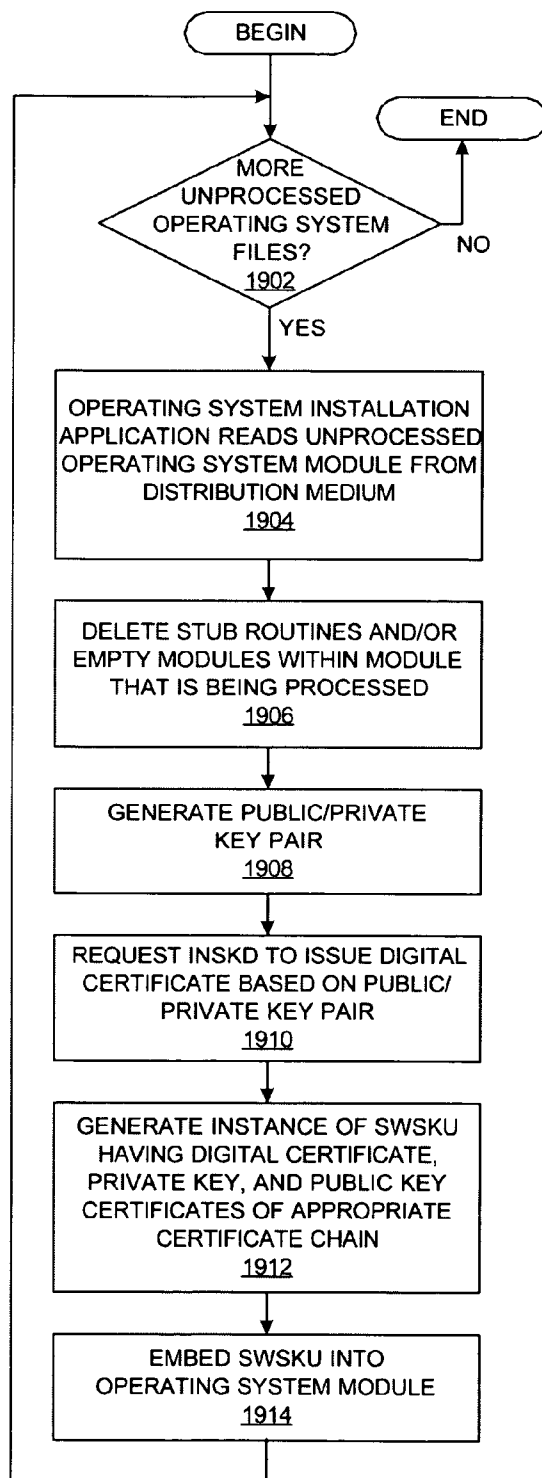 BEGIN
END
MORE
UNPROCESSED
OPERATING SYSTEM
FILES?
1902
NO
YES
OPERATING SYSTEM INSTALLATION
APPLICATION READS UNPROCESSED
OPERATING SYSTEM MODULE FROM
DISTRIBUTION MEDIUM
1904
DELETE STUB ROUTINES AND/OR
EMPTY MODULES WITHIN MODULE
THAT IS BEING PROCESSED
1906
GENERATE PUBLIC/PRIVATE
KEY PAIR
1908
REQUEST INSKD TO ISSUE DIGITAL
CERTIFICATE BASED ON PUBLIC/
PRIVATE KEY PAIR
1910
GENERATE INSTANCE OF SWSKU
HAVING DIGITAL CERTIFICATE,
PRIVATE KEY, AND PUBLIC KEY
CERTIFICATES OF APPROPRIATE
CERTIFICATE CHAIN
1912
EMBED SWSKU INTO
OPERATING SYSTEM MODULE
1914